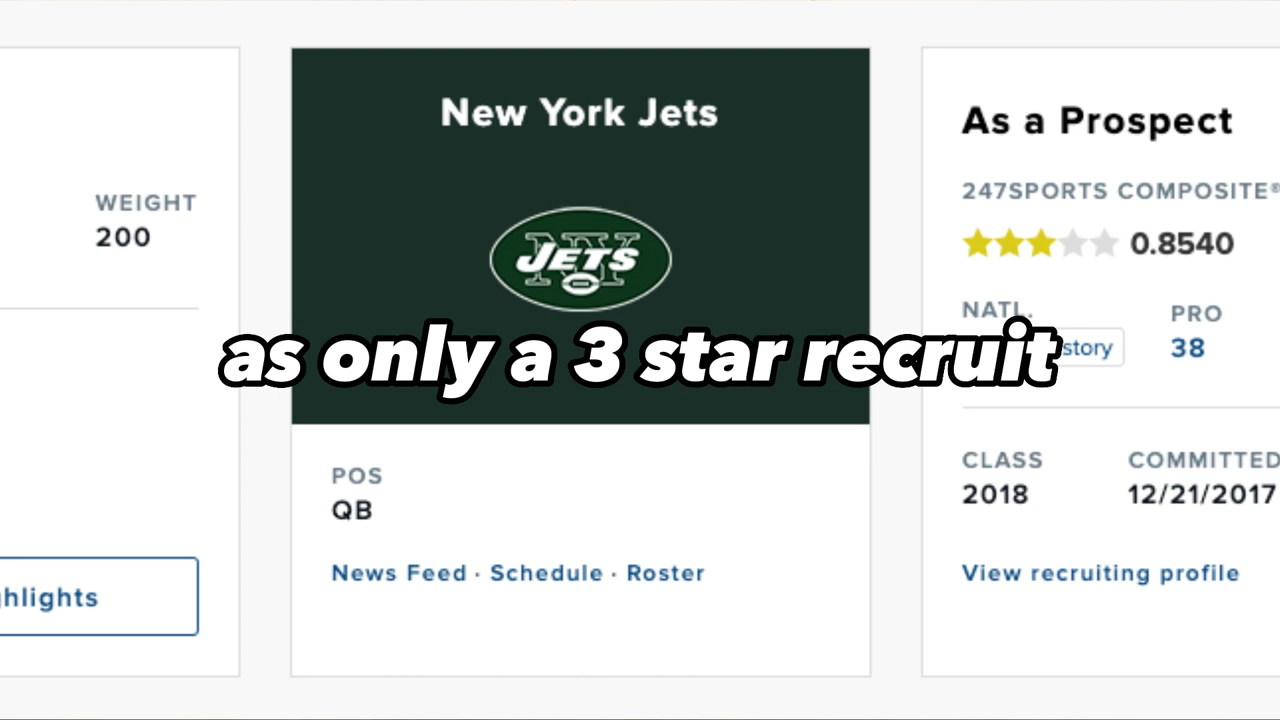 WEIGHT
200
ghlights
New York Jets
NY
JETS
as only a 3 star recruit
POS
QB
News Feed · Schedule · Roster
As a Prospect
247SPORTS COMPOSITE®
0.8540
NATL.
PRO
story
38
CLASS
COMMITTED
2018
12/21/2017
View recruiting profile